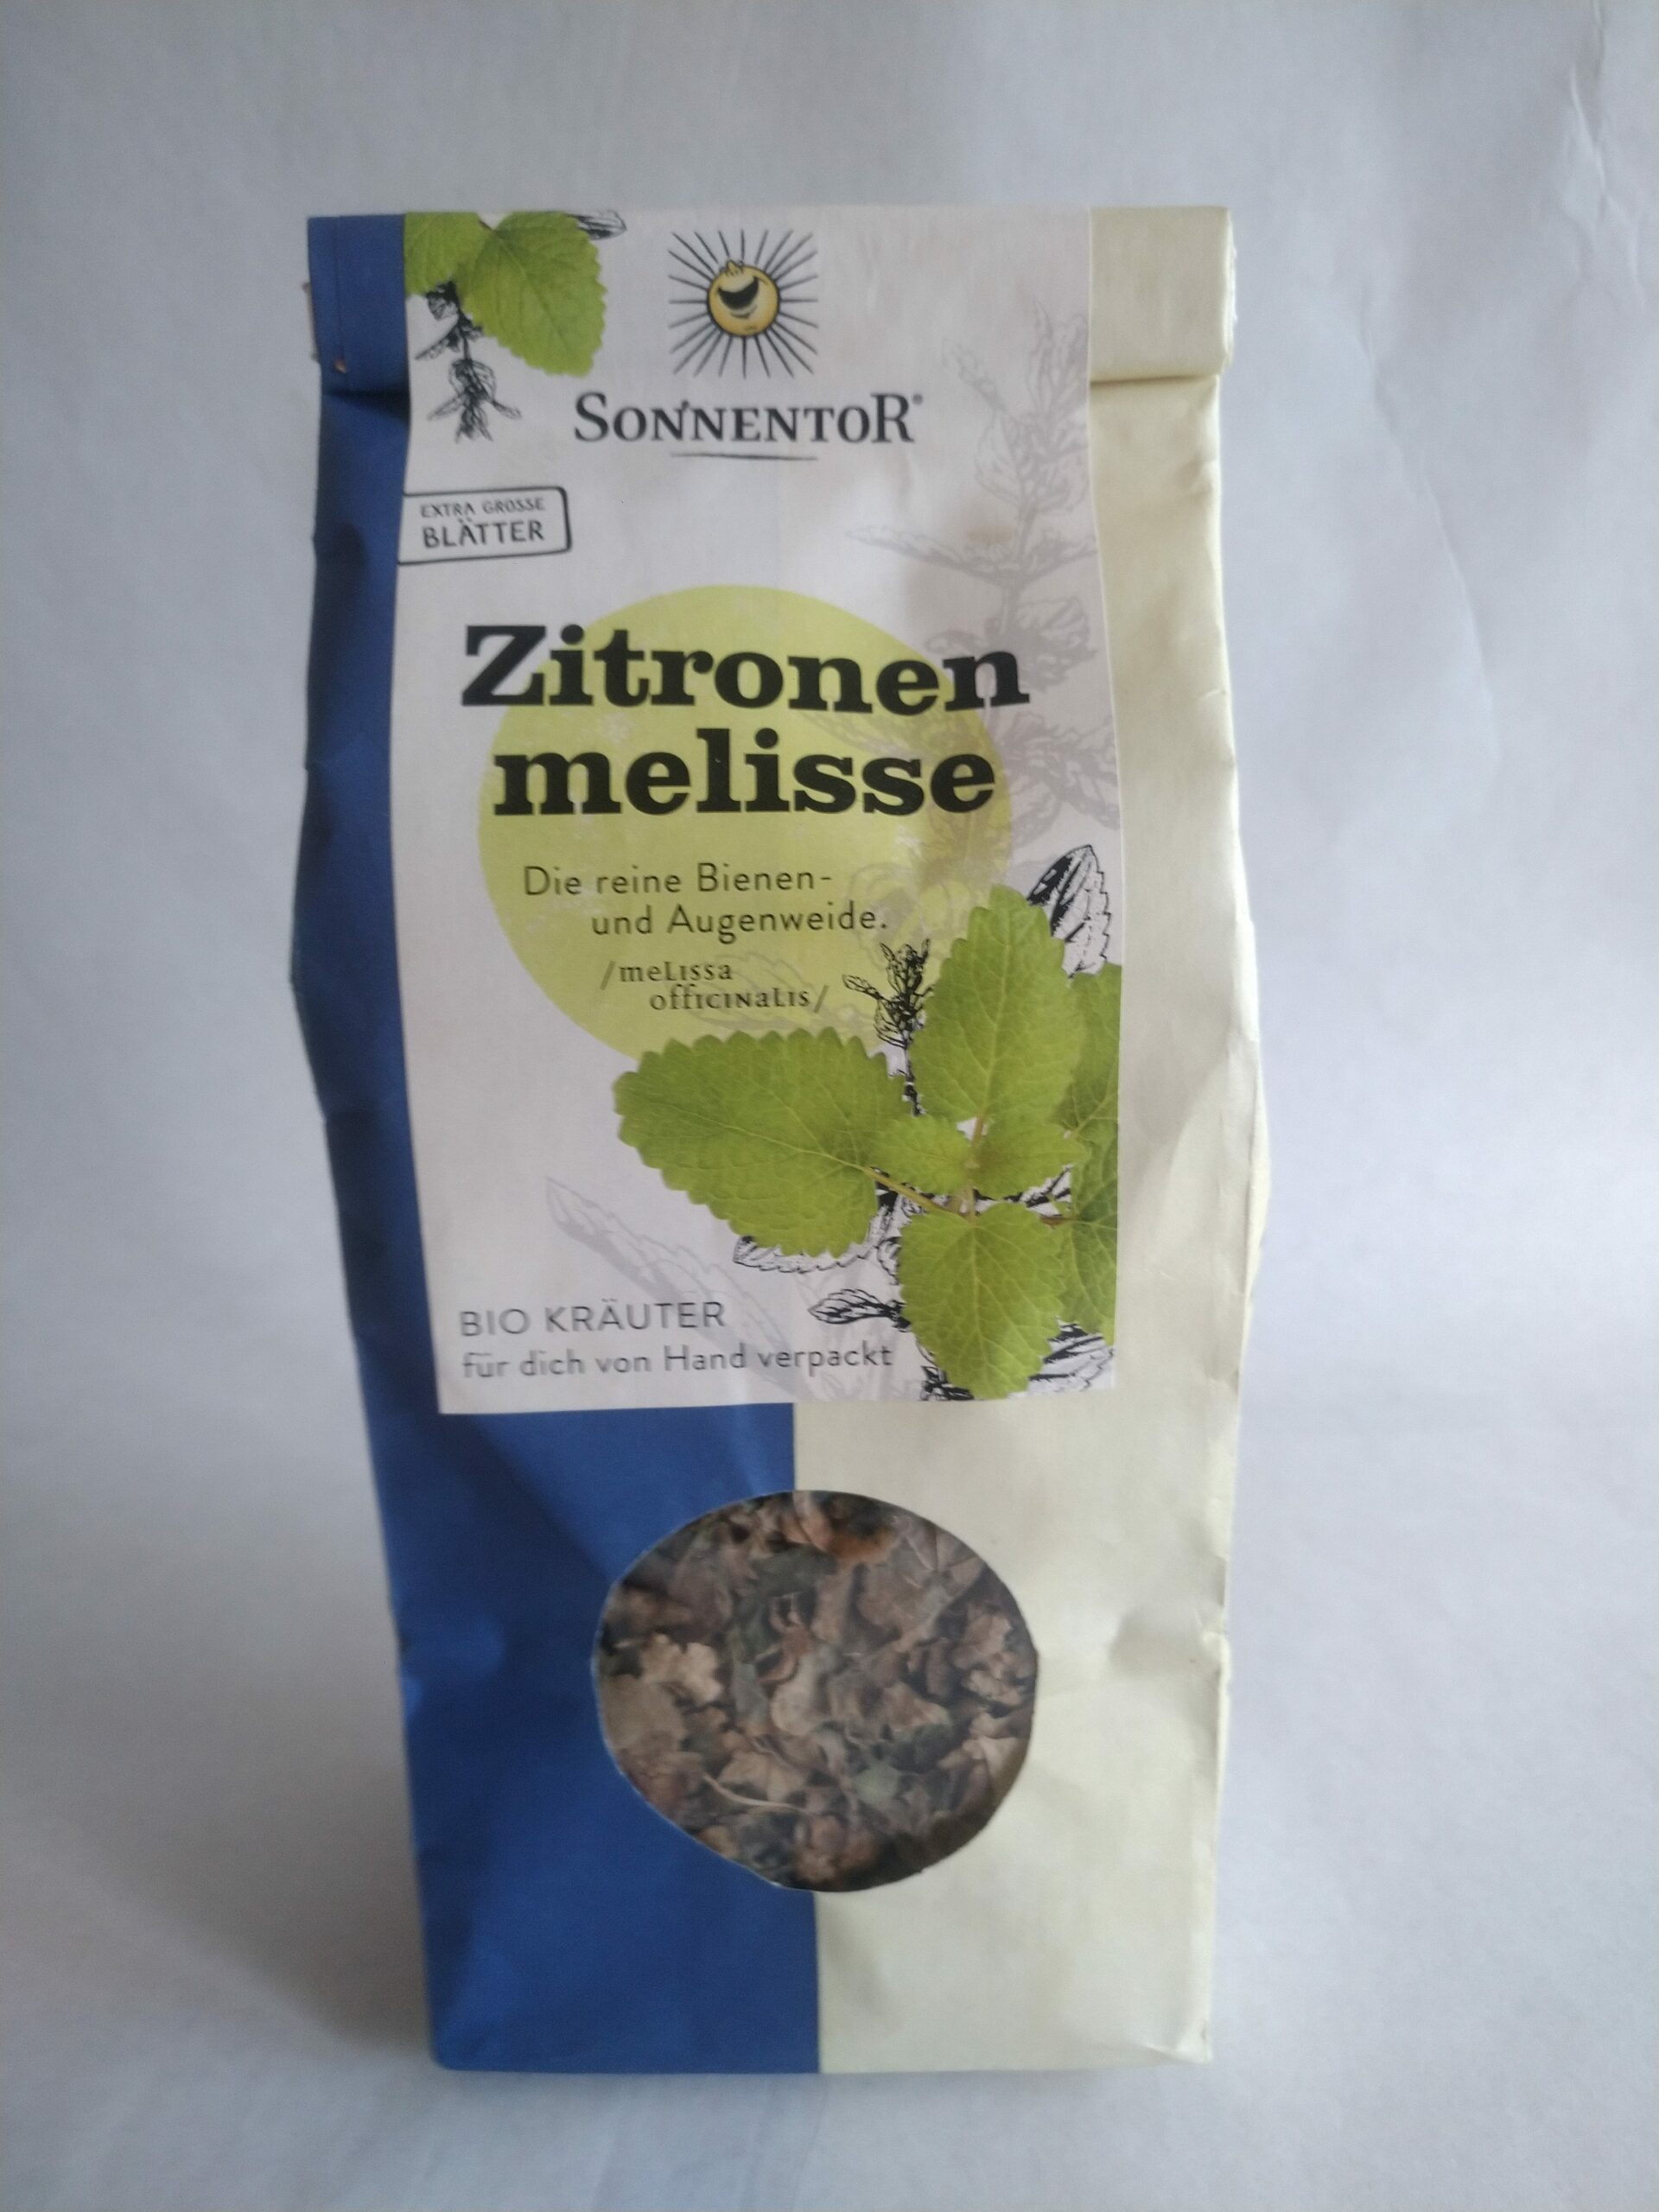 SONNENTOR®
EXTRA GROSSE
BLÄTTER
Zitronen
melisse
Die reine Bienen-
und Augenweide.
/melissa
officinalis/
BIO KRÄUTER
für dich von Hand verpackt